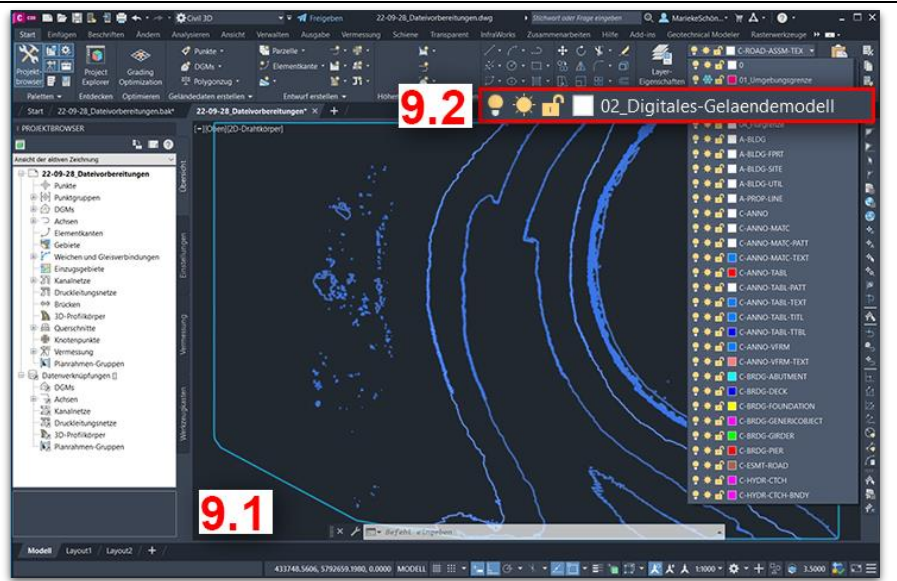 C CIVIL 3D
Civil 3D
Freigeben
22-09-28_Dateivorbereitungen.dwg
Stichwort oder Frage eingeben
MariekeSchön...
Start Einfügen Beschriften Ändern Analysieren Ansicht Verwalten Ausgabe Vermessung Schiene Transparent InfraWorks Zusammenarbeiten Hilfe Add-ins Geotechnical Modeler Rasterwerkzeuge
Projekt-browser
Project Explorer
Grading Optimization
Punkte
DGMs
Polygonzug
Parzelle
Elementkante
Layer-Eigenschaften
C-ROAD-ASSM-TEX
0
01_Umgebungsgrenze
Paletten
Entdecken
Optimieren
Geländedaten erstellen
Entwurf erstellen
9.2
02_Digitales-Gelaendemodell
Start
22-09-28_Dateivorbereitungen.bak*
22-09-28_Dateivorbereitungen*
PROJEKTBROWSER
[-][Oben][2D-Drahtkörper]
Ansicht der aktiven Zeichnung
22-09-28_Dateivorbereitungen
Punkte
Punktgruppen
DGMs
Achsen
Elementkanten
Gebiete
Weichen und Gleisverbindungen
Einzugsgebiete
Kanalnetze
Druckleitungsnetze
Brücken
3D-Profilkörper
Querschnitte
Knotenpunkte
Vermessung
Planrahmen-Gruppen
Datenverknüpfungen []
DGMs
Achsen
Kanalnetze
Druckleitungsnetze
3D-Profilkörper
Planrahmen-Gruppen
Übersicht
Einstellungen
Vermessung
Werkzeugkasten
A-BLDG
A-BLDG-FPRT
A-BLDG-SITE
A-BLDG-UTIL
A-PROP-LINE
C-ANNO
C-ANNO-MATC
C-ANNO-MATC-PATT
C-ANNO-MATC-TEXT
C-ANNO-TABL
C-ANNO-TABL-PATT
C-ANNO-TABL-TEXT
C-ANNO-TABL-TITL
C-ANNO-TABL-TTBL
C-ANNO-VFRM
C-ANNO-VFRM-TEXT
C-BRDG-ABUTMENT
C-BRDG-DECK
C-BRDG-FOUNDATION
C-BRDG-GENERICOBJECT
C-BRDG-GIRDER
C-BRDG-PIER
C-ESMT-ROAD
C-HYDR-CTCH
C-HYDR-CTCH-BNDY
9.1
Befehl eingeben
Modell Layout1 Layout2 +
433748.5606, 5792659.1980, 0.0000 MODELL 1:1000 3.5000